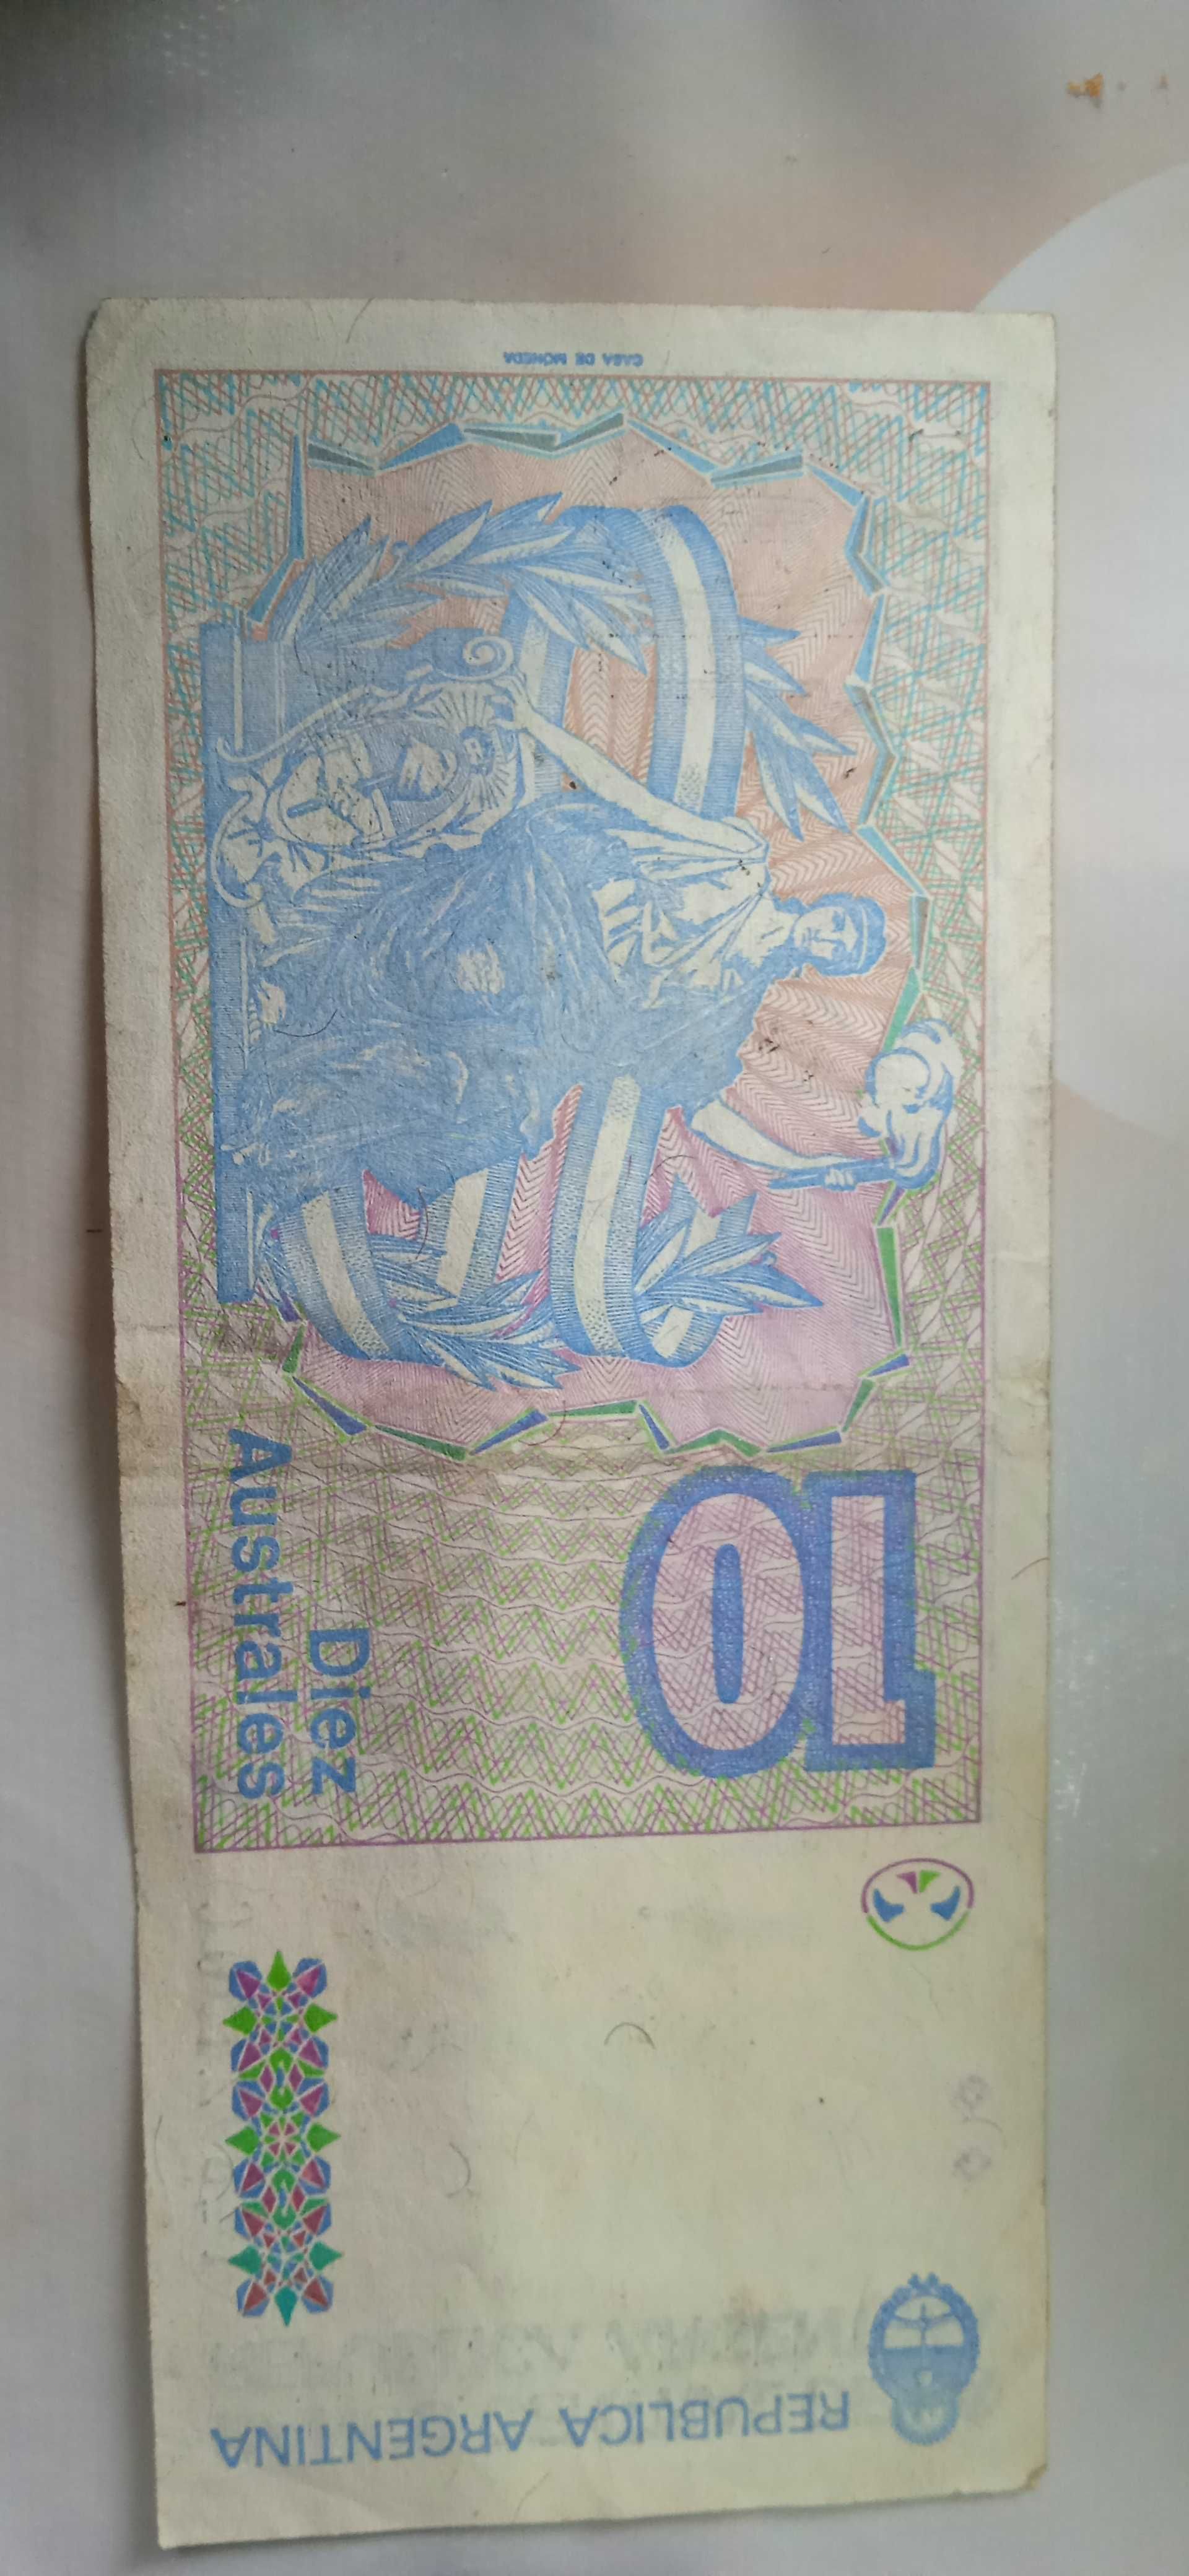 CASA DE MONEDA
10
Diez
Australes
REPUBLICA ARGENTINA